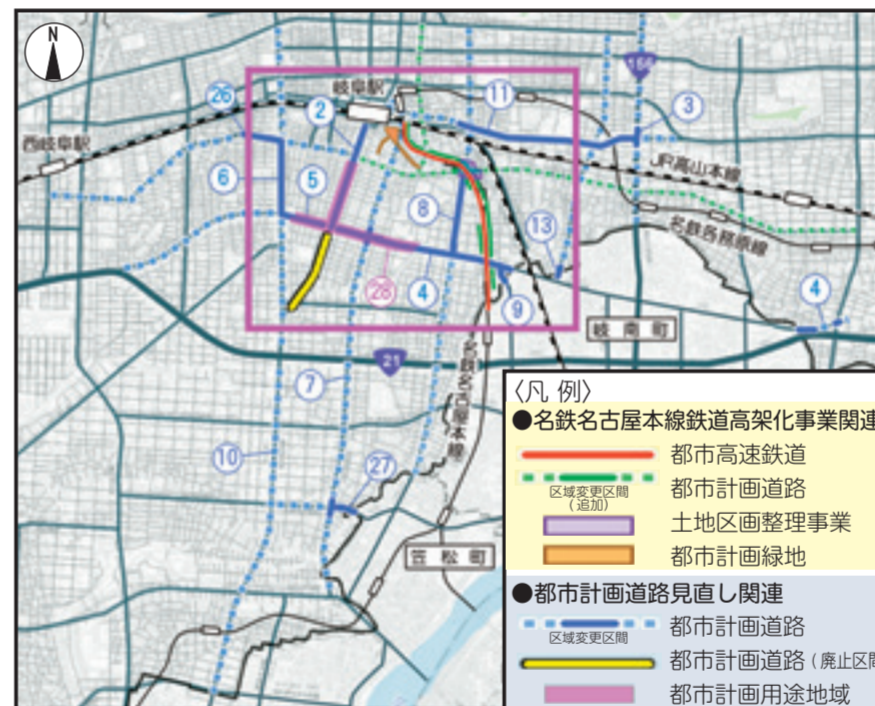 N
岐阜駅
156
26
2
11
3
西岐阜駅
JR高山本線
6
5
8
名鉄各務原線
13
28
4
9
4
岐南町
21
名鉄名古屋本線
7
10
27
笠松町
〈凡 例〉
●名鉄名古屋本線鉄道高架化事業関連
都市高速鉄道
都市計画道路
区域変更区間
(追加)
土地区画整理事業
都市計画緑地
●都市計画道路見直し関連
都市計画道路
区域変更区間
都市計画道路(廃止区間
都市計画用途地域